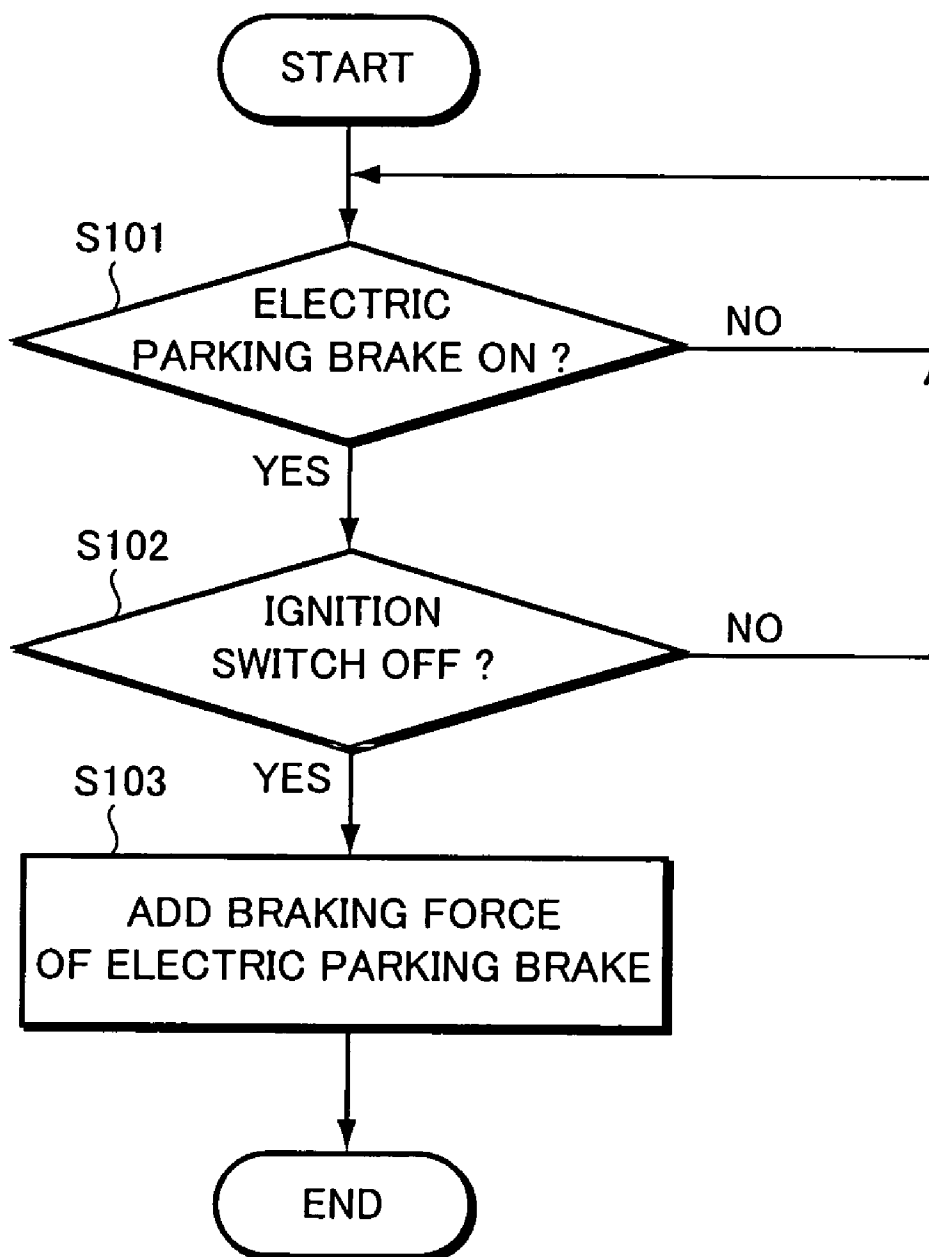 START
S101
ELECTRIC
PARKING BRAKE ON ?
NO
YES
S102
IGNITION
SWITCH OFF ?
NO
YES
S103
ADD BRAKING FORCE
OF ELECTRIC PARKING BRAKE
END